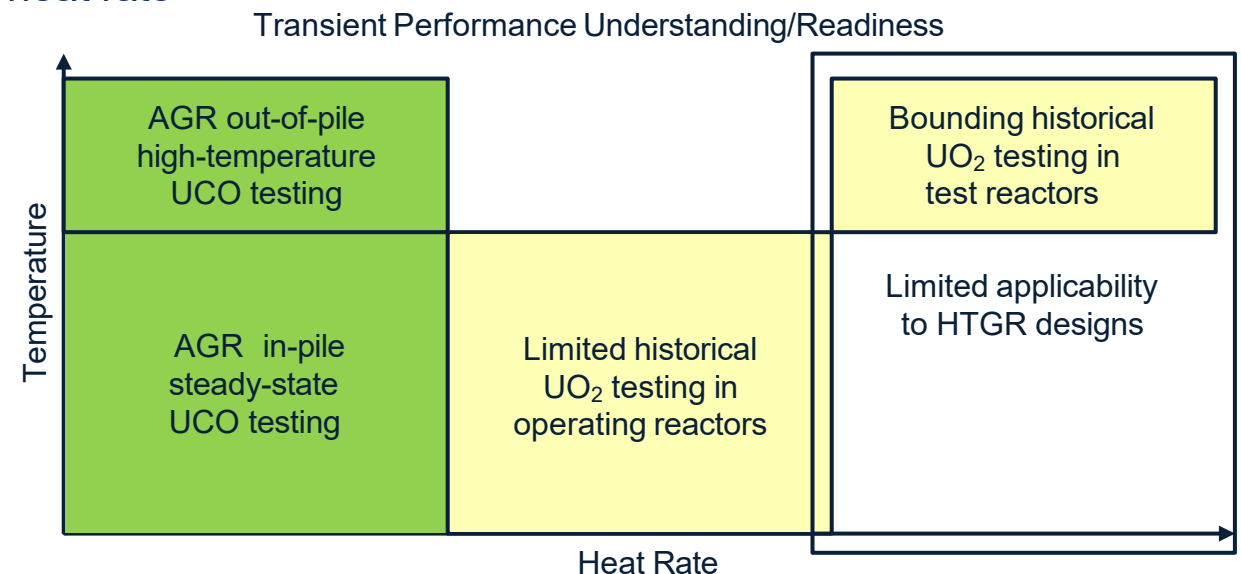 heat rate
Transient Performance Understanding/Readiness
AGR out-of-pile
high-temperature
UCO testing
Bounding historical
UO₂ testing in
test reactors
Temperature
AGR in-pile
steady-state
UCO testing
Limited historical
UO₂ testing in
operating reactors
Limited applicability
to HTGR designs
Heat Rate